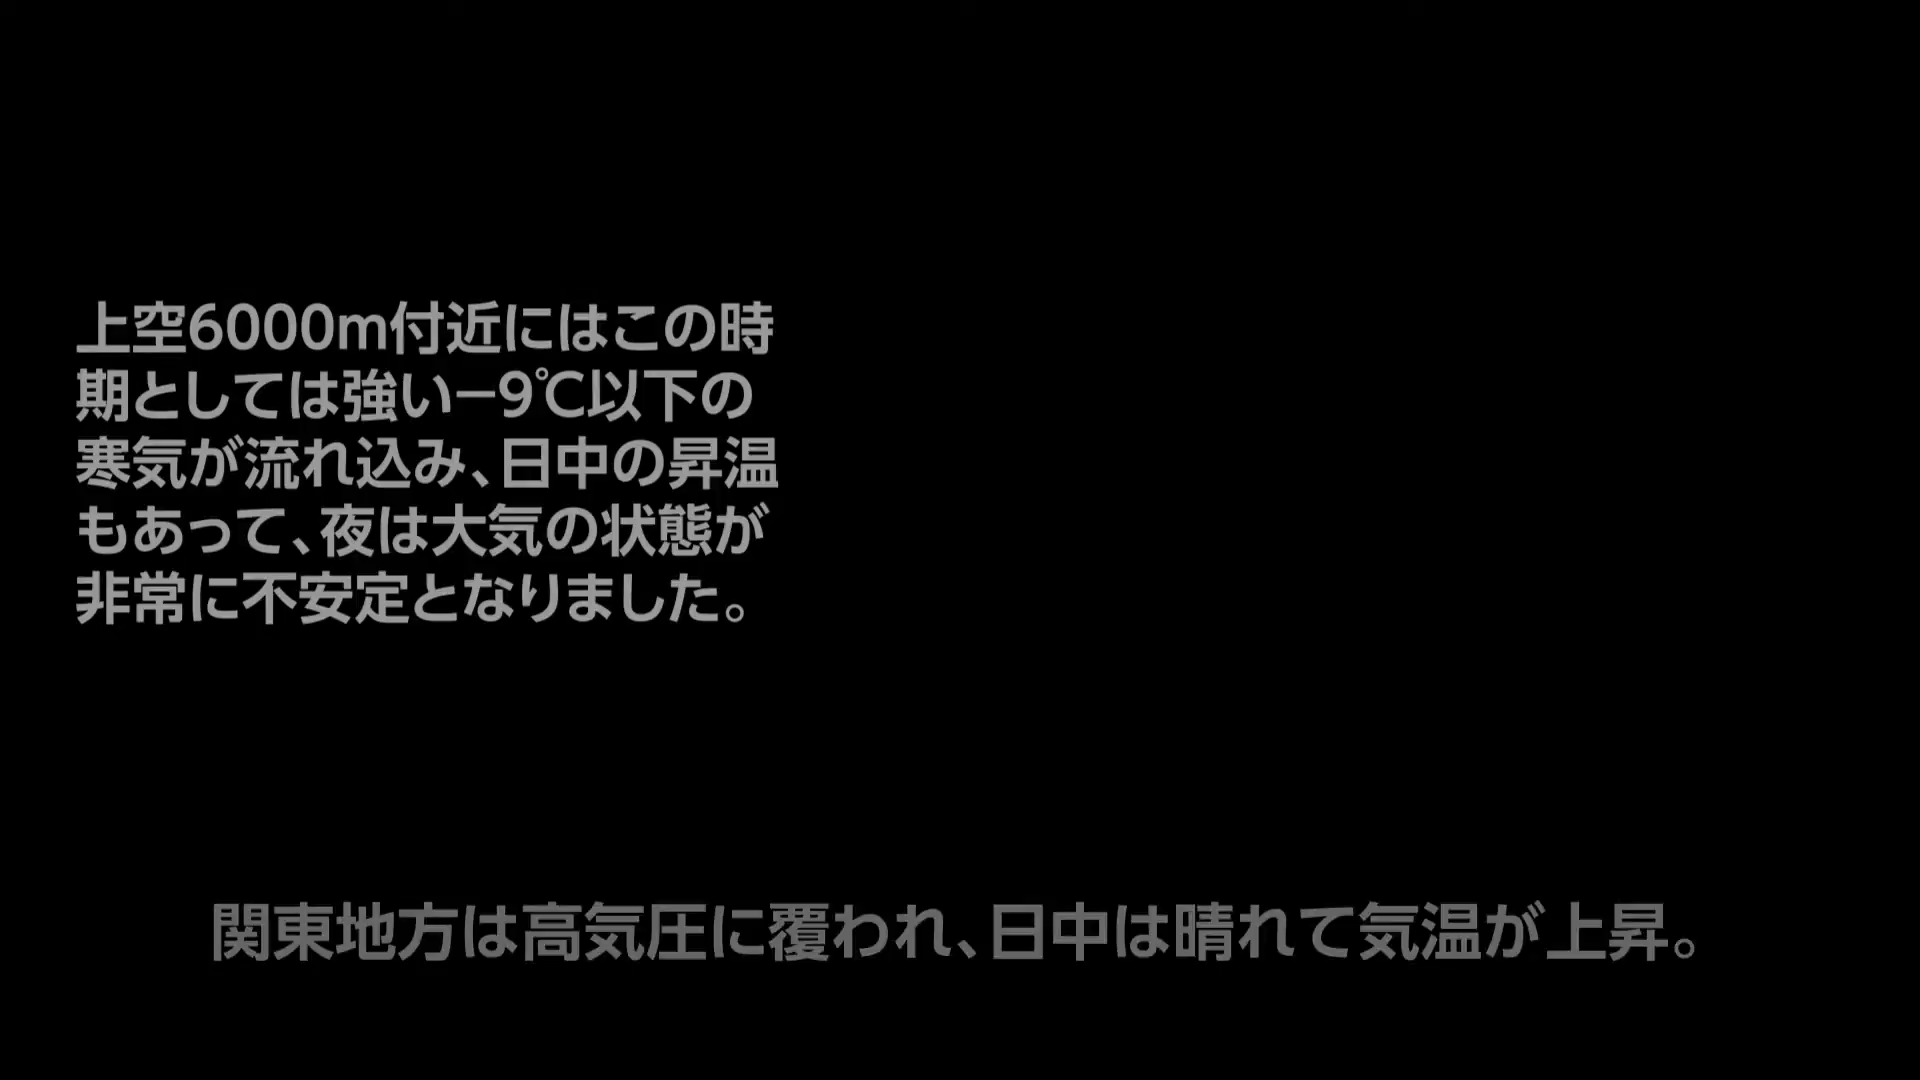 上空6000m付近にはこの時
期としては強い−9℃以下の
寒気が流れ込み、日中の昇温
もあって、夜は大気の状態が
非常に不安定となりました。
関東地方は高気圧に覆われ、日中は晴れて気温が上昇。